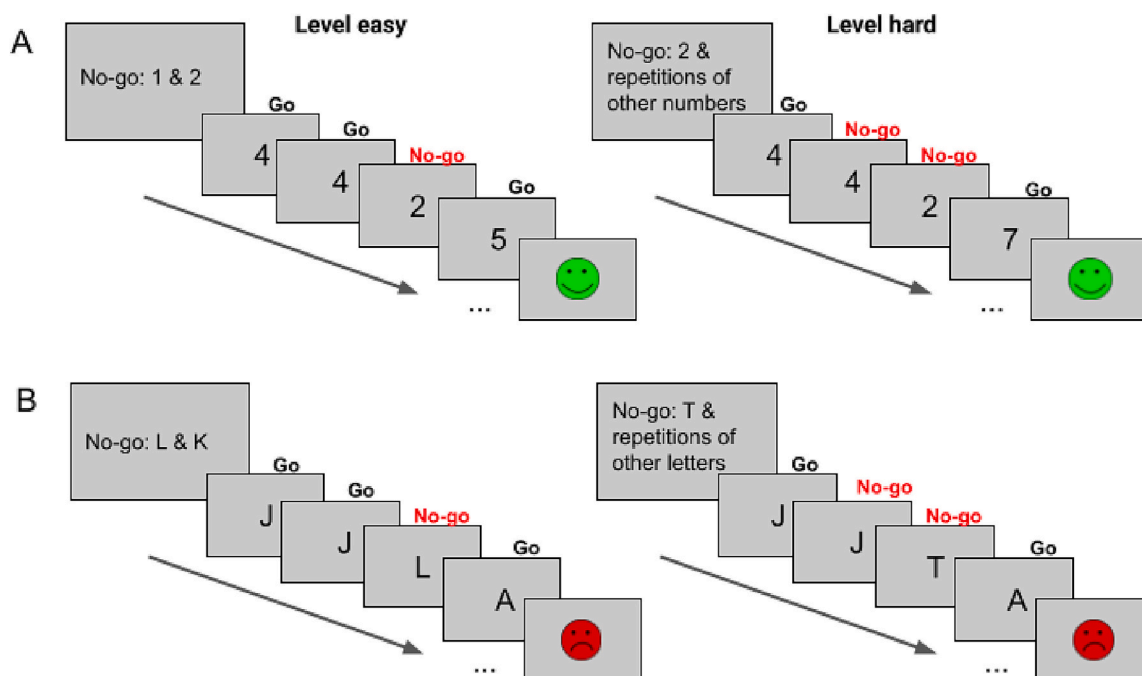 A
Level easy
No-go: 1 & 2
Go
4
Go
4
No-go
2
Go
5
...
Level hard
No-go: 2 &
repetitions of
other numbers
Go
4
No-go
4
No-go
2
Go
7
...
B
No-go: L & K
Go
J
Go
J
No-go
L
Go
A
...
No-go: T &
repetitions of
other letters
Go
J
No-go
J
No-go
T
Go
A
...